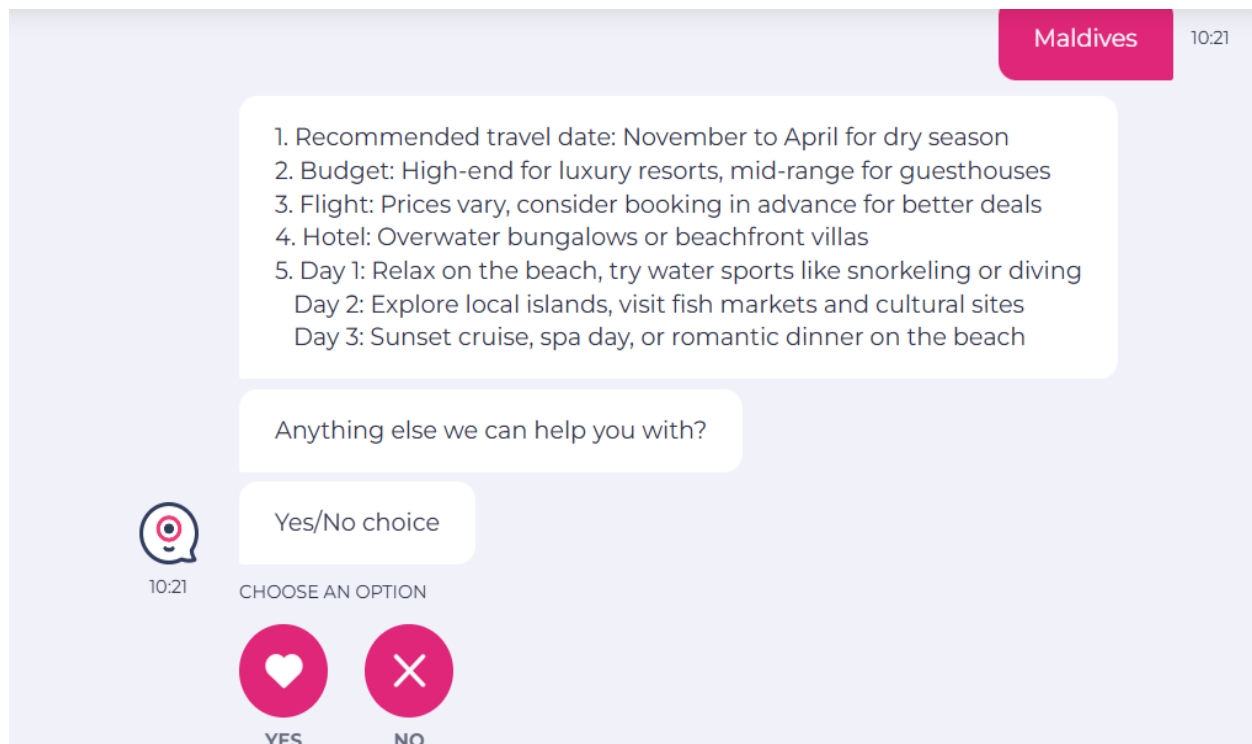 Maldives
10:21
1. Recommended travel date: November to April for dry season
2. Budget: High-end for luxury resorts, mid-range for guesthouses
3. Flight: Prices vary, consider booking in advance for better deals
4. Hotel: Overwater bungalows or beachfront villas
5. Day 1: Relax on the beach, try water sports like snorkeling or diving
Day 2: Explore local islands, visit fish markets and cultural sites
Day 3: Sunset cruise, spa day, or romantic dinner on the beach
Anything else we can help you with?
Yes/No choice
10:21
CHOOSE AN OPTION
YES
NO